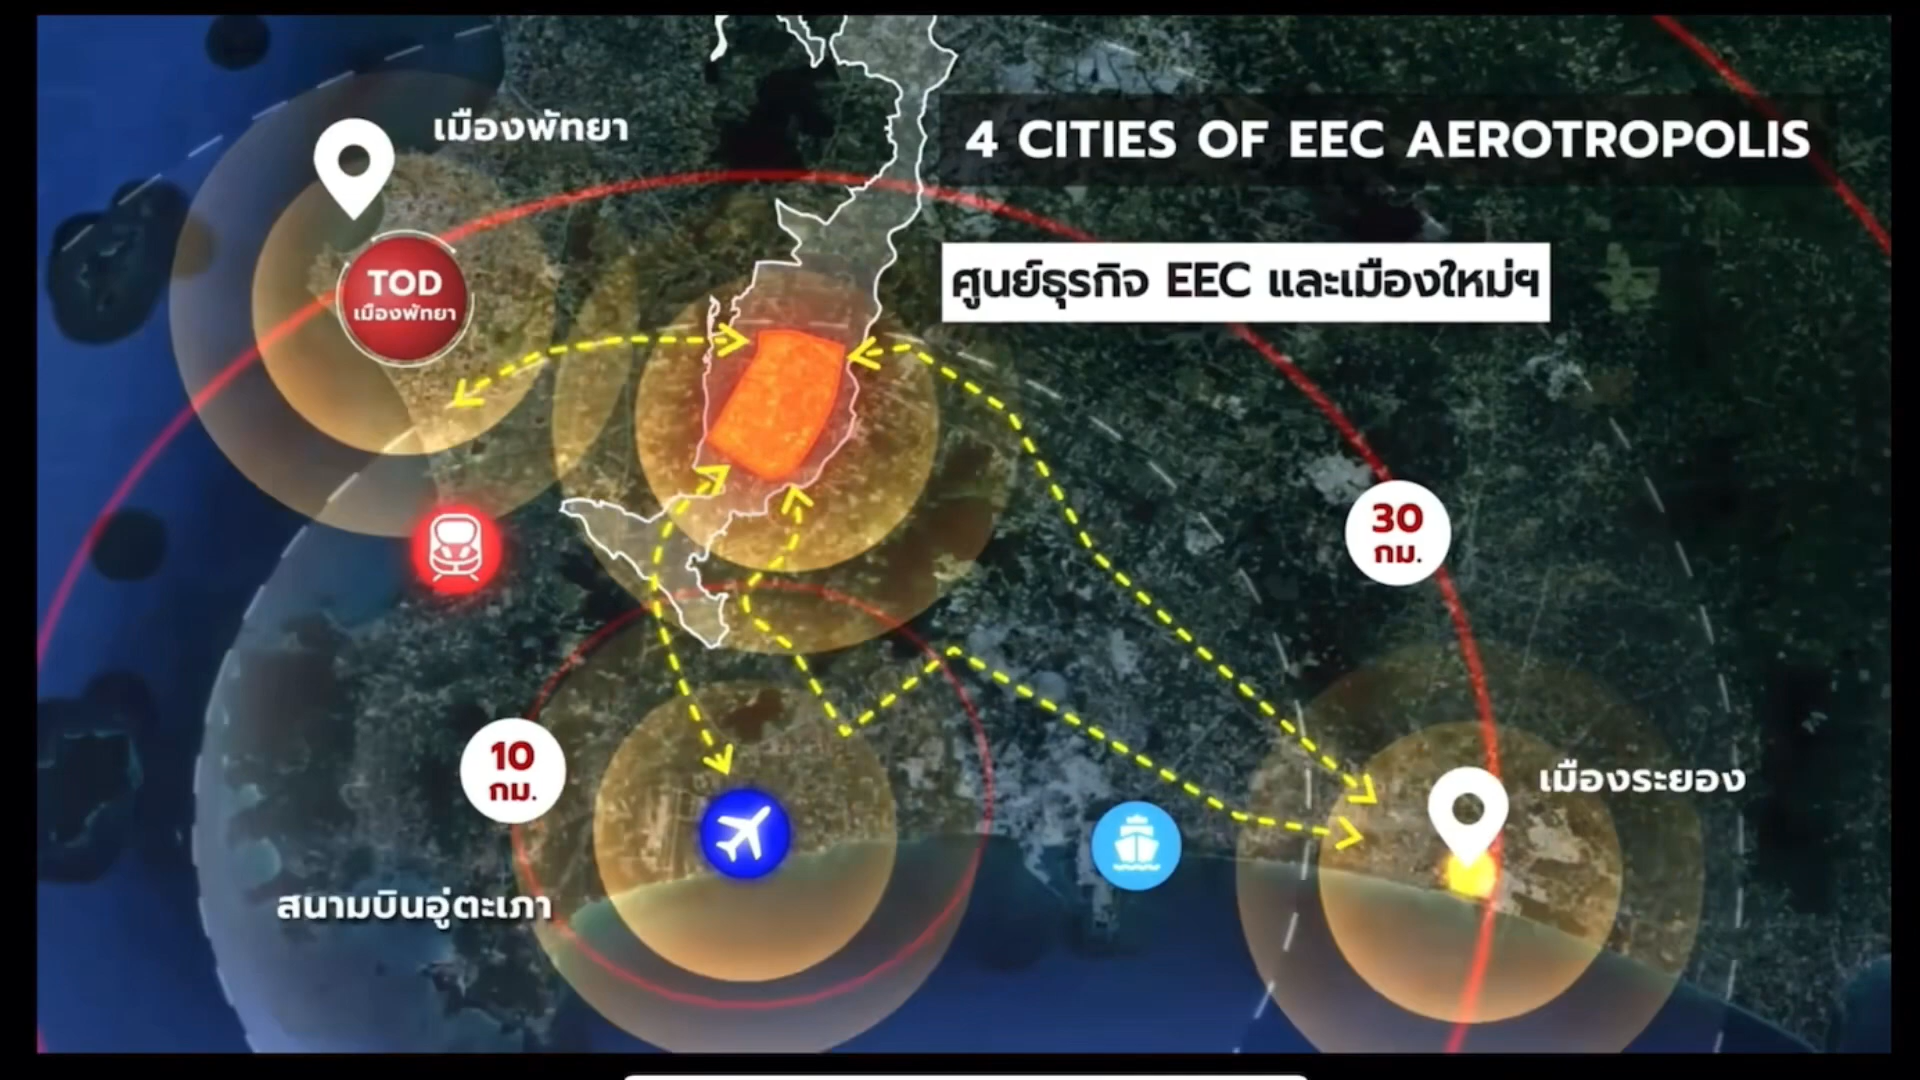 เมืองพัทยา
4 CITIES OF EEC AEROTROPOLIS
ศูนย์ธุรกิจ EEC และเมืองใหม่ฯ
TOD
เมืองพัทยา
30
กม.
10
กม.
เมืองระยอง
สนามบินอู่ตะเภา